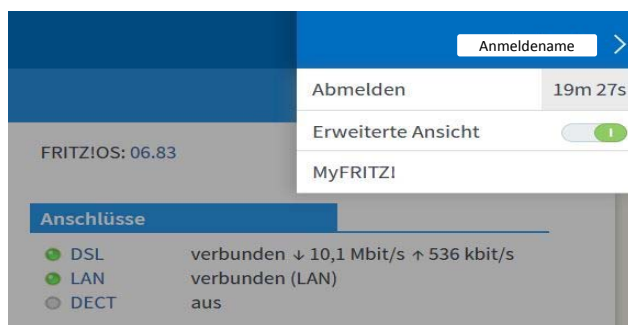 Anmeldename
Abmelden 19m 27s
Erweiterte Ansicht
MyFRITZ!
FRITZ!OS: 06.83
Anschlüsse
DSL verbunden ↓ 10,1 Mbit/s ↑ 536 kbit/s
LAN verbunden (LAN)
DECT aus